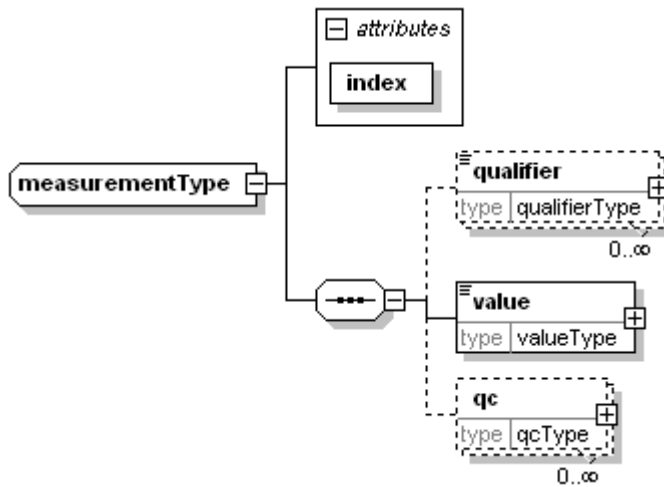 attributes
index
measurementType
qualifier
type qualifierType
0..∞
value
type valueType
qc
type qcType
0..∞